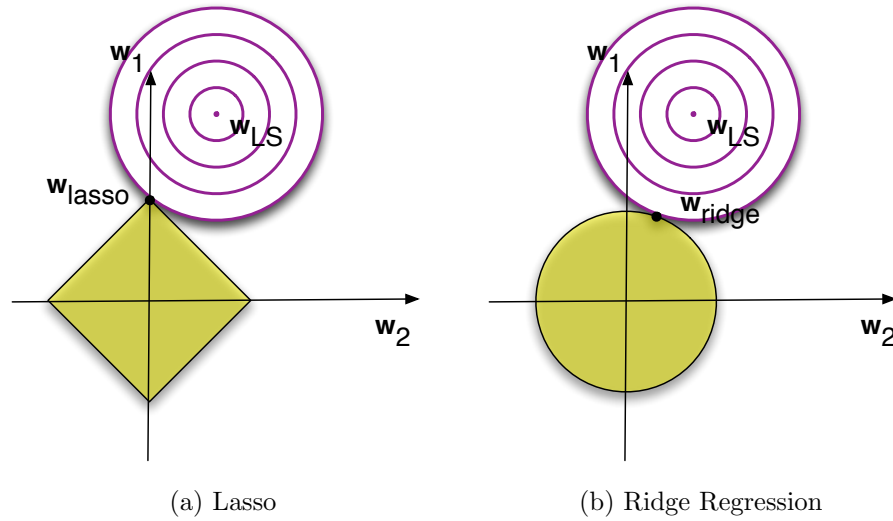 w1
wLS
wlasso
w2
(a) Lasso
w1
wLS
wridge
w2
(b) Ridge Regression